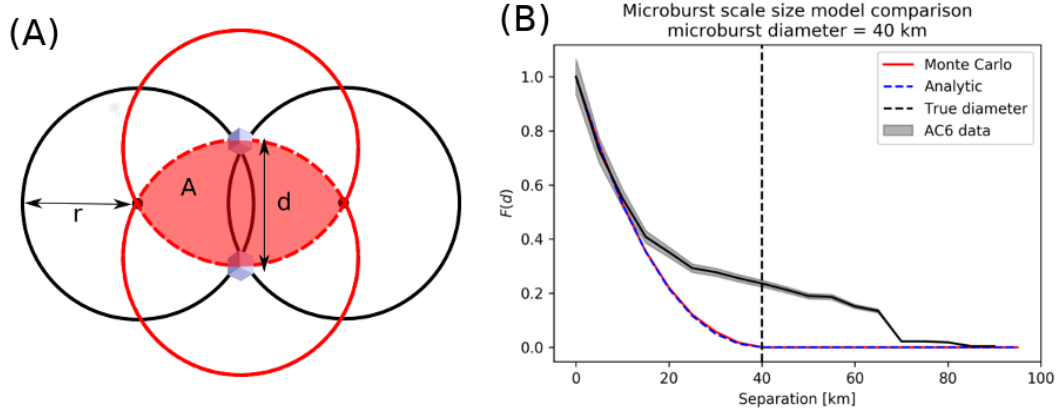 (A)
A
d
r
(B)
Microburst scale size model comparison
microburst diameter = 40 km
Monte Carlo
Analytic
True diameter
AC6 data
F(d)
1.0
0.8
0.6
0.4
0.2
0.0
0 20 40 60 80 100
Separation [km]